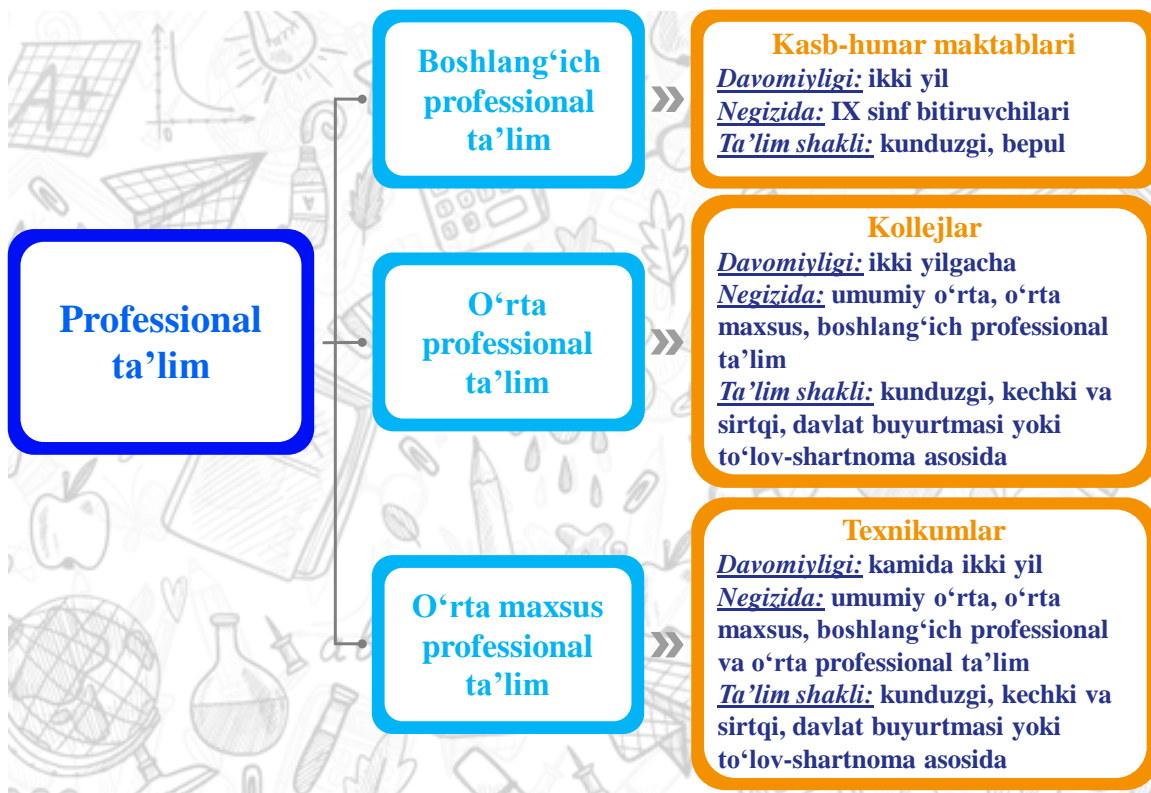 Professional
ta’lim
Boshlang‘ich
professional
ta’lim
Kasb-hunar maktablari
Davomiyligi: ikki yil
Negizida: IX sinf bitiruvchilari
Ta’lim shakli: kunduzgi, bepul
O‘rta
professional
ta’lim
Kollejlar
Davomiyligi: ikki yilgacha
Negizida: umumiy o‘rta, o‘rta
maxsus, boshlang‘ich professional
ta’lim
Ta’lim shakli: kunduzgi, kechki va
sirtqi, davlat buyurtmasi yoki
to‘lov-shartnoma asosida
O‘rta maxsus
professional
ta’lim
Texnikumlar
Davomiyligi: kamida ikki yil
Negizida: umumiy o‘rta, o‘rta
maxsus, boshlang‘ich professional
va o‘rta professional ta’lim
Ta’lim shakli: kunduzgi, kechki va
sirtqi, davlat buyurtmasi yoki
to‘lov-shartnoma asosida
A+